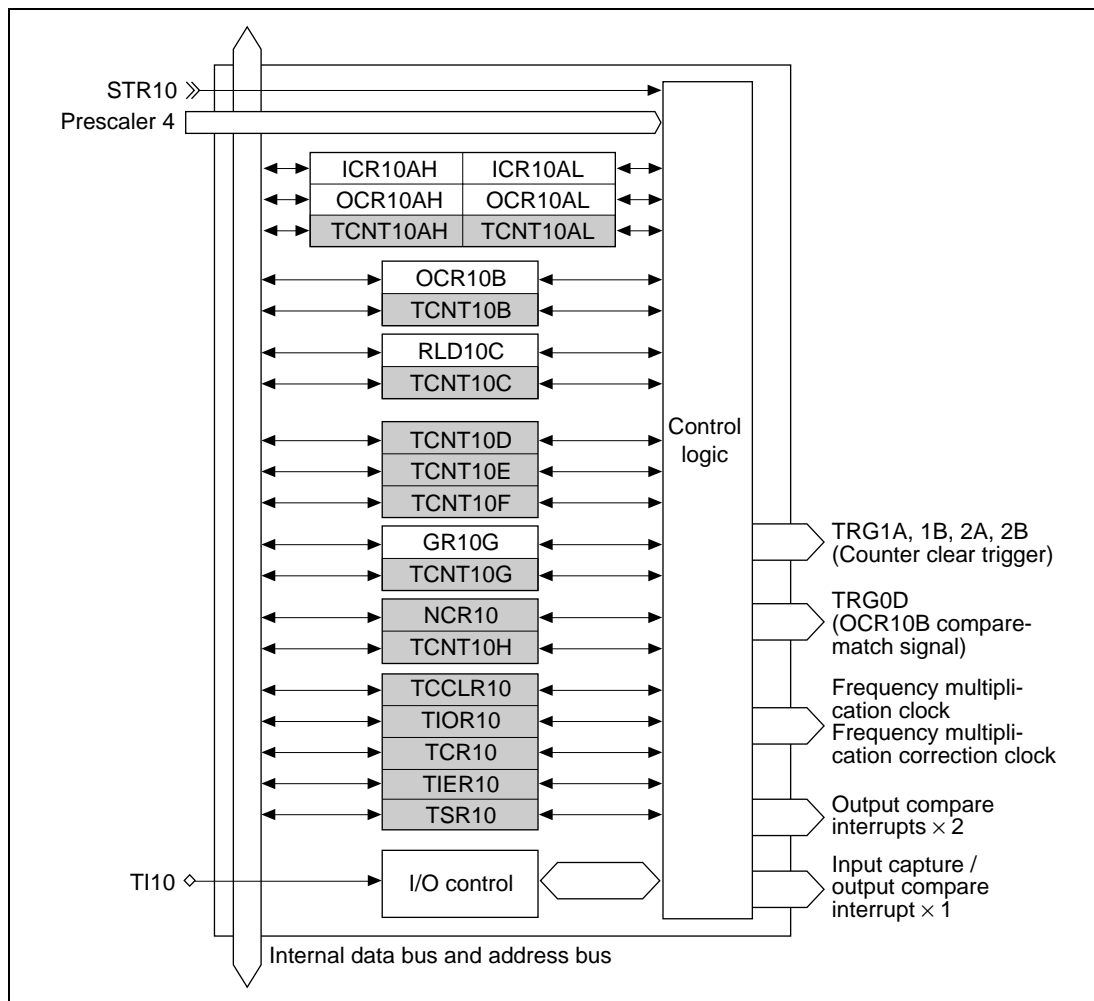 STR10
Prescaler 4
ICR10AH ICR10AL
OCR10AH OCR10AL
TCNT10AH TCNT10AL
OCR10B
TCNT10B
RLD10C
TCNT10C
TCNT10D
TCNT10E
TCNT10F
GR10G
TCNT10G
NCR10
TCNT10H
TCCLR10
TIOR10
TCR10
TIER10
TSR10
TI10
I/O control
Control
logic
TRG1A, 1B, 2A, 2B
(Counter clear trigger)
TRG0D
(OCR10B compare-
match signal)
Frequency multipli-
cation clock
Frequency multipli-
cation correction clock
Output compare
interrupts × 2
Input capture /
output compare
interrupt × 1
Internal data bus and address bus